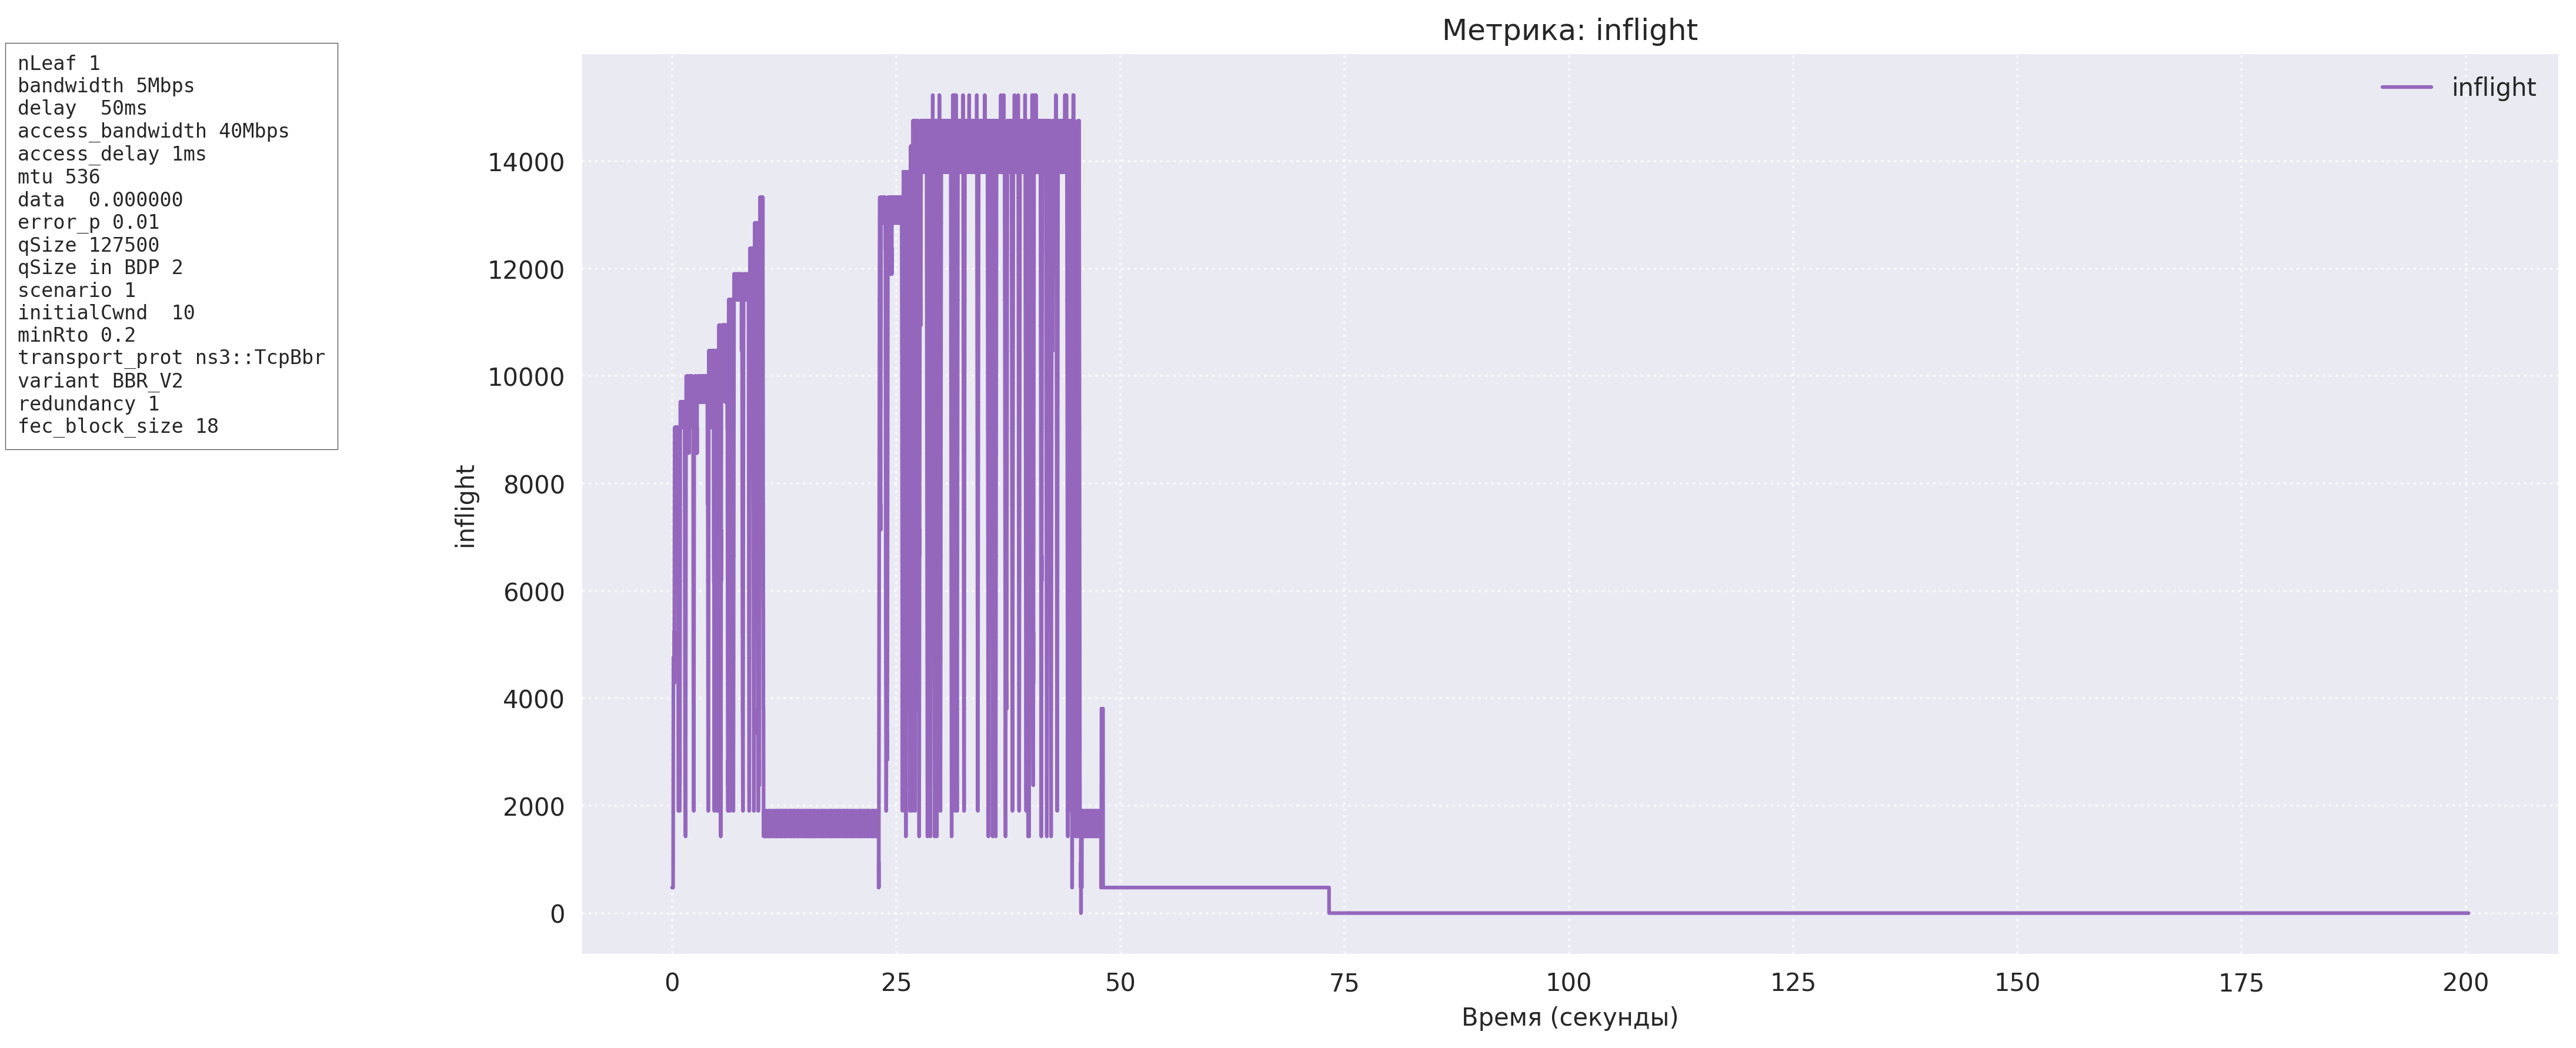 Метрика: inflight
nLeaf 1
bandwidth 5Mbps
delay  50ms
access_bandwidth 40Mbps
access_delay 1ms
mtu 536
data  0.000000
error_p 0.01
qSize 127500
qSize in BDP 2
scenario 1
initialCwnd  10
minRto 0.2
transport_prot ns3::TcpBbr
variant BBR_V2
redundancy 1
fec_block_size 18
inflight
inflight
14000
12000
10000
8000
6000
4000
2000
0
0 25 50 75 100 125 150 175 200
Время (секунды)